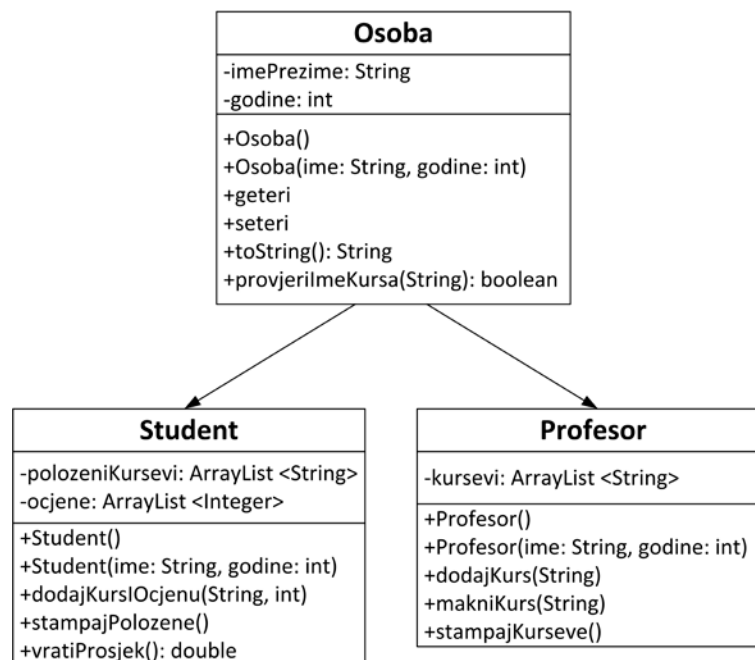 Osoba
-imePrezime: String
-godine: int
+Osoba()
+Osoba(ime: String, godine: int)
+geteri
+seteri
+toString(): String
+provjeriImeKursa(String): boolean
Student
-polozeniKursevi: ArrayList <String>
-ocjene: ArrayList <Integer>
+Student()
+Student(ime: String, godine: int)
+dodajKursIOcjenu(String, int)
+stampajPolozene()
+vratiProsjek(): double
Profesor
-kursevi: ArrayList <String>
+Profesor()
+Profesor(ime: String, godine: int)
+dodajKurs(String)
+makniKurs(String)
+stampajKurseve()